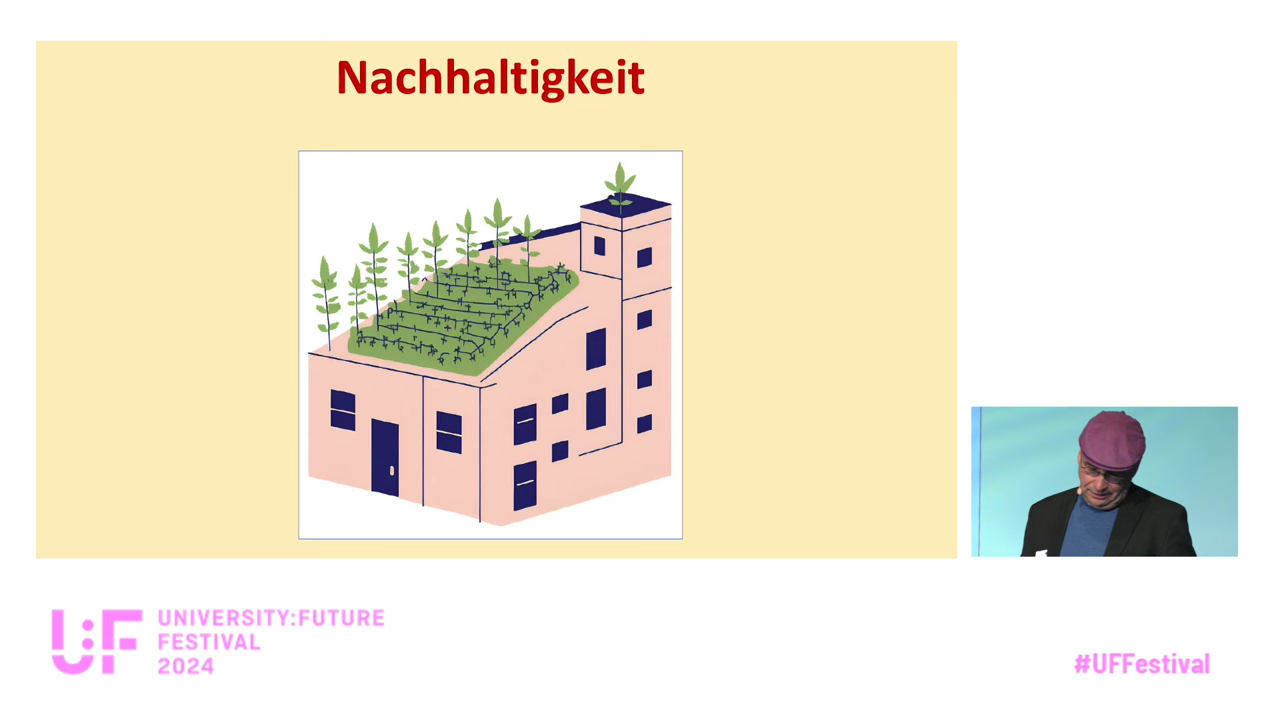 Nachhaltigkeit
U:F
UNIVERSITY:FUTURE
FESTIVAL
2024
#UFFestival